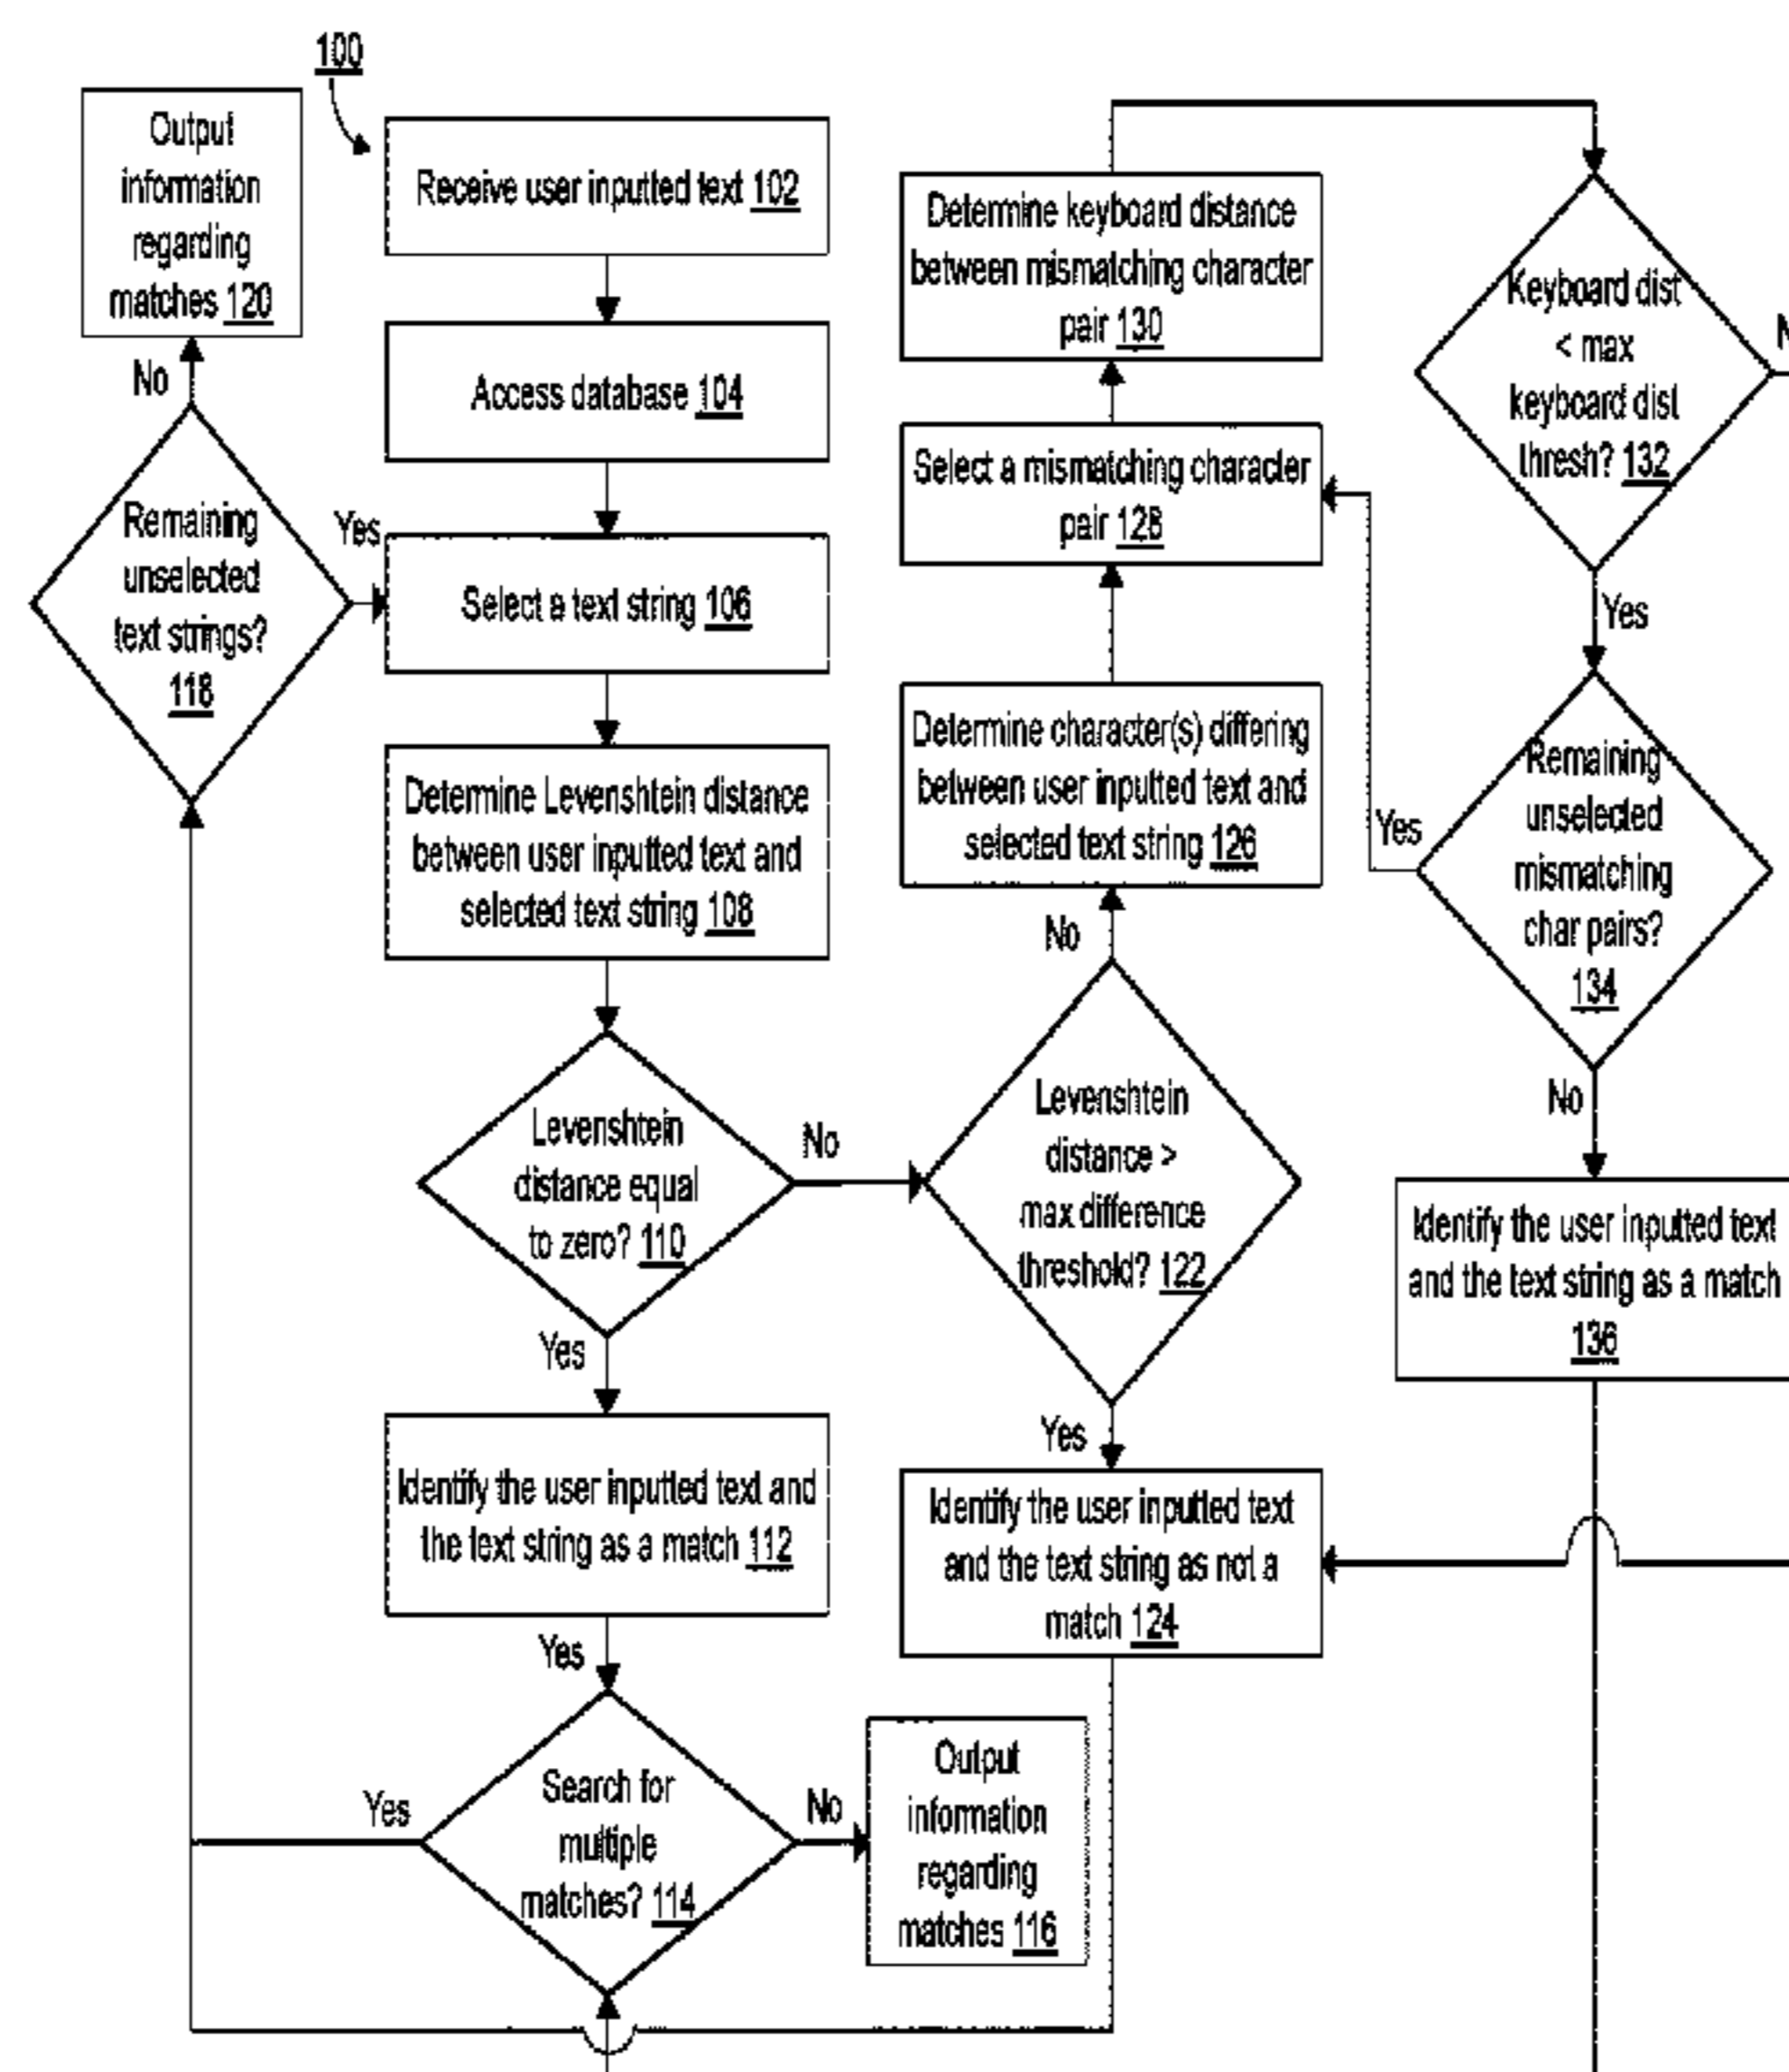 100
Output
information
regarding
matches 120
No
Remaining
unselected
text strings?
118
Yes
Receive user inputted text 102
Access database 104
Select a text string 106
Determine Levenshtein distance
between user inputted text and
selected text string 108
Levenshtein
distance equal
to zero? 110
No
Yes
Identify the user inputted text and
the text string as a match 112
Yes
Search for
multiple
matches? 114
Yes
No
Output
information
regarding
matches 116
Determine keyboard distance
between mismatching character
pair 130
Select a mismatching character
pair 128
Determine character(s) differing
between user inputted text and
selected text string 126
No
Levenshtein
distance >
max difference
threshold? 122
Yes
Identify the user inputted text
and the text string as not a
match 124
Keyboard dist
< max
keyboard dist
thresh? 132
Yes
Remaining
unselected
mismatching
char pairs?
134
Yes
No
Identify the user inputted text
and the text string as a match
136